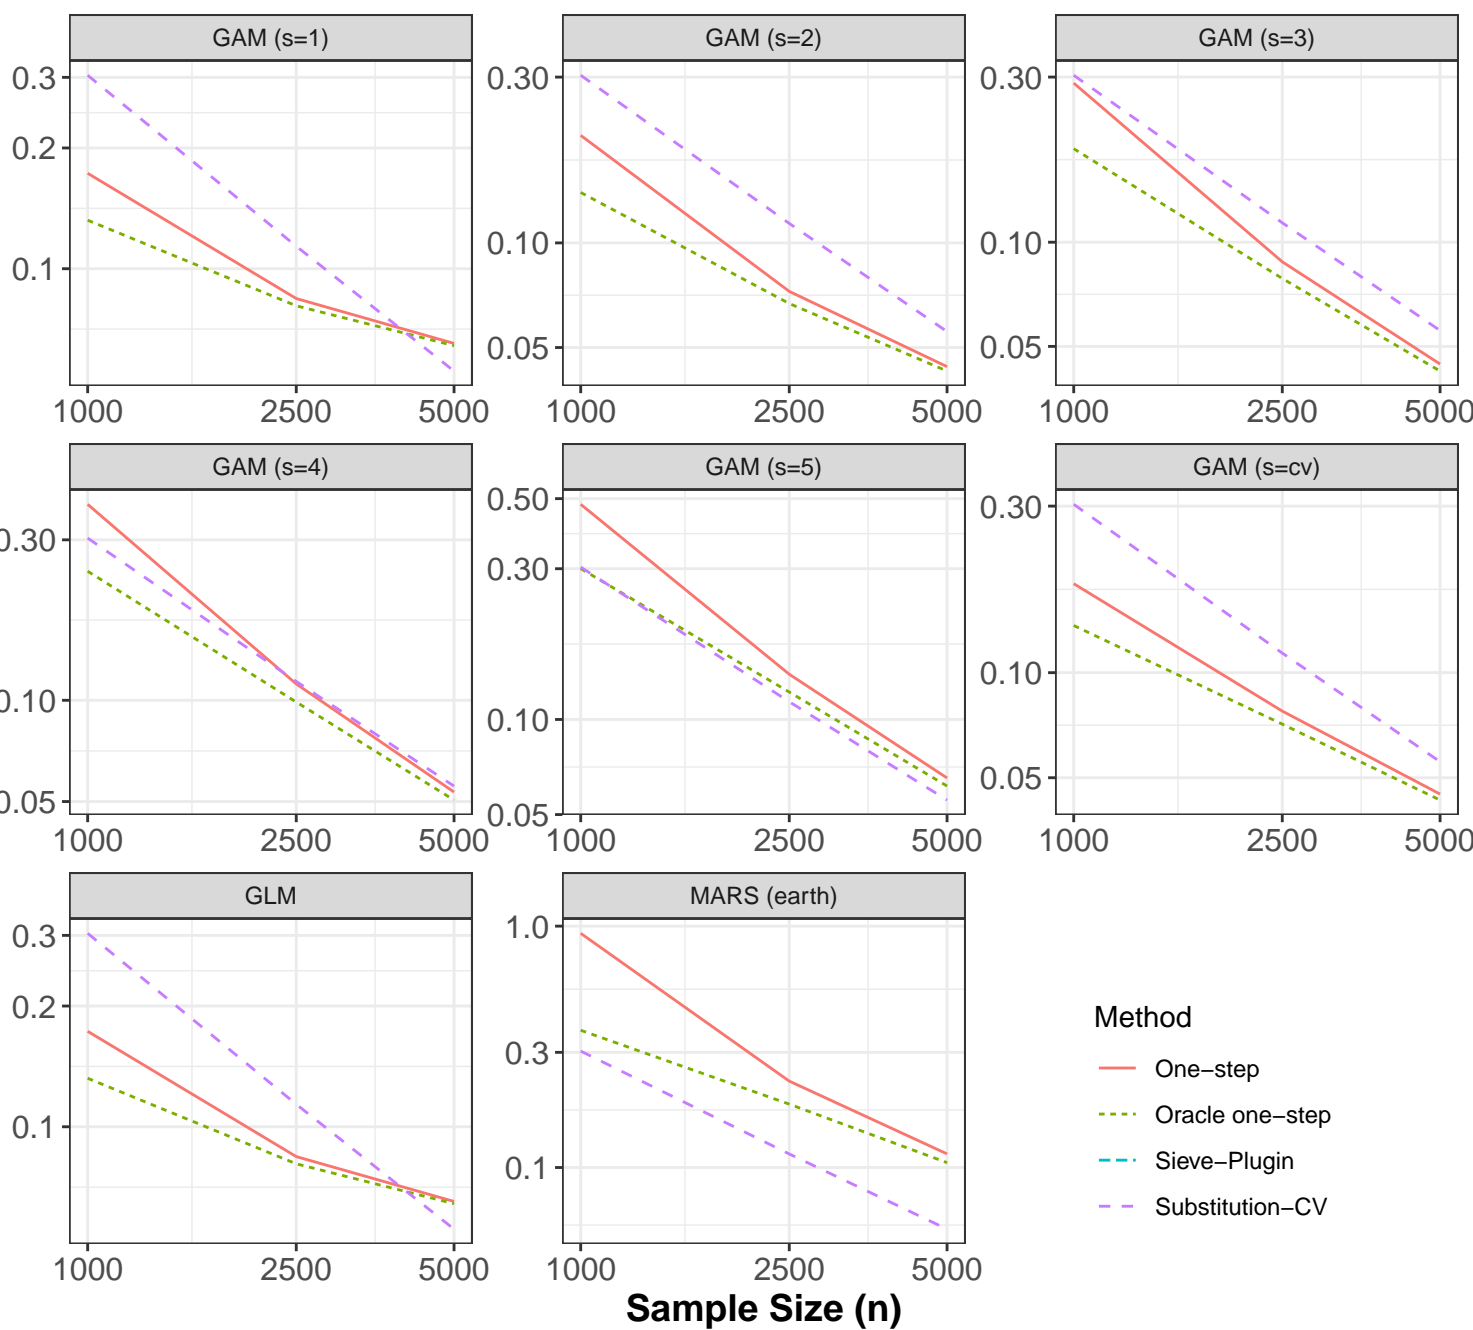 GAM (s=1)
GAM (s=2)
GAM (s=3)
0.3
0.2
0.1
0.30
0.10
0.05
0.30
0.10
0.05
1000 2500 5000
1000 2500 5000
1000 2500 5000
GAM (s=4)
GAM (s=5)
GAM (s=cv)
0.30
0.10
0.05
0.50
0.30
0.10
0.05
0.30
0.10
0.05
1000 2500 5000
1000 2500 5000
1000 2500 5000
GLM
MARS (earth)
0.3
0.2
0.1
1.0
0.3
0.1
1000 2500 5000
1000 2500 5000
Method
One−step
Oracle one−step
Sieve−Plugin
Substitution−CV
Sample Size (n)